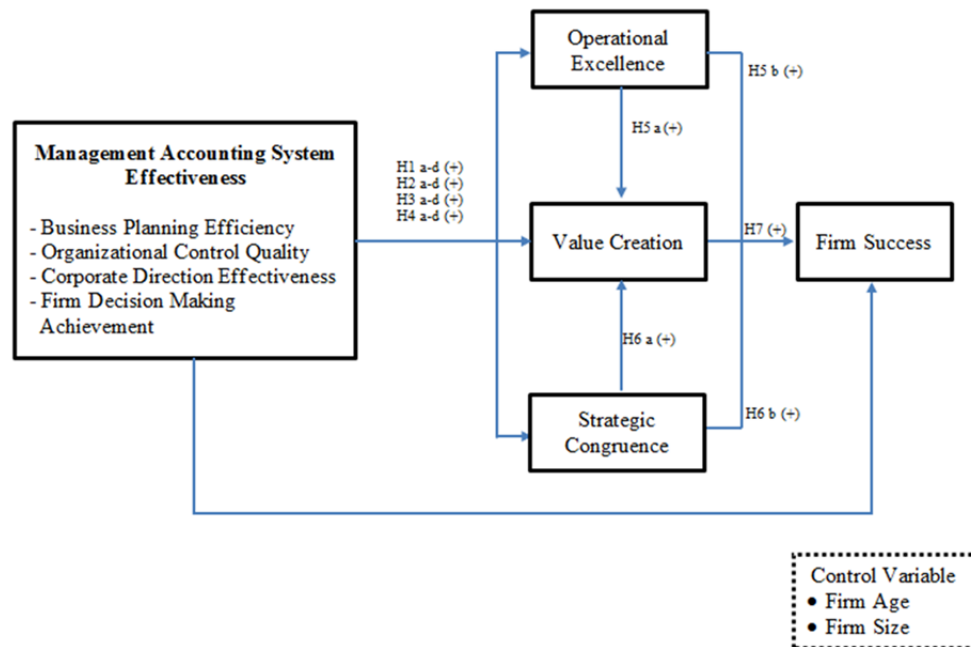 Operational
Excellence
H5 b (+)
H5 a (+)
Management Accounting System
Effectiveness
- Business Planning Efficiency
- Organizational Control Quality
- Corporate Direction Effectiveness
- Firm Decision Making
Achievement
H1 a-d (+)
H2 a-d (+)
H3 a-d (+)
H4 a-d (+)
Value Creation
H7 (+)
Firm Success
H6 a (+)
H6 b (+)
Strategic
Congruence
Control Variable
• Firm Age
• Firm Size